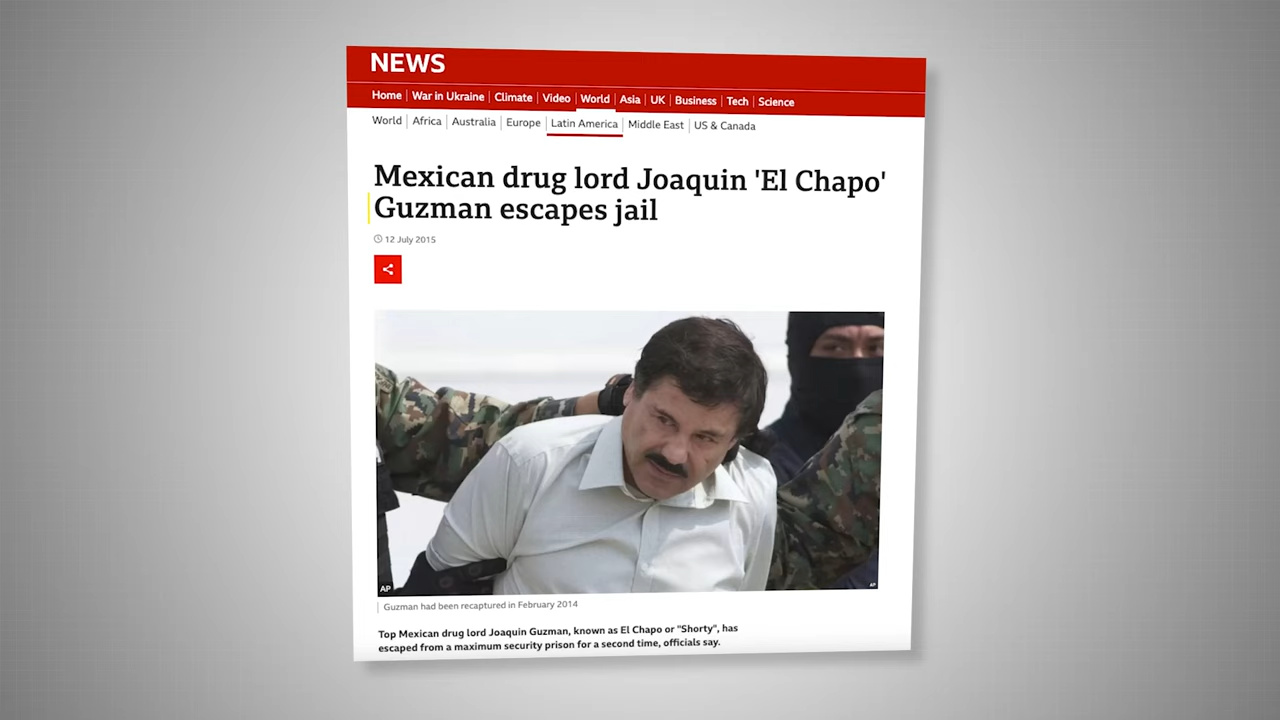 NEWS
Home | War in Ukraine | Climate | Video | World | Asia | UK | Business | Tech | Science
World | Africa | Australia | Europe | Latin America | Middle East | US & Canada
Mexican drug lord Joaquin 'El Chapo'
Guzman escapes jail
12 July 2015
AP
AP
Guzman had been recaptured in February 2014
Top Mexican drug lord Joaquin Guzman, known as El Chapo or "Shorty", has
escaped from a maximum security prison for a second time, officials say.